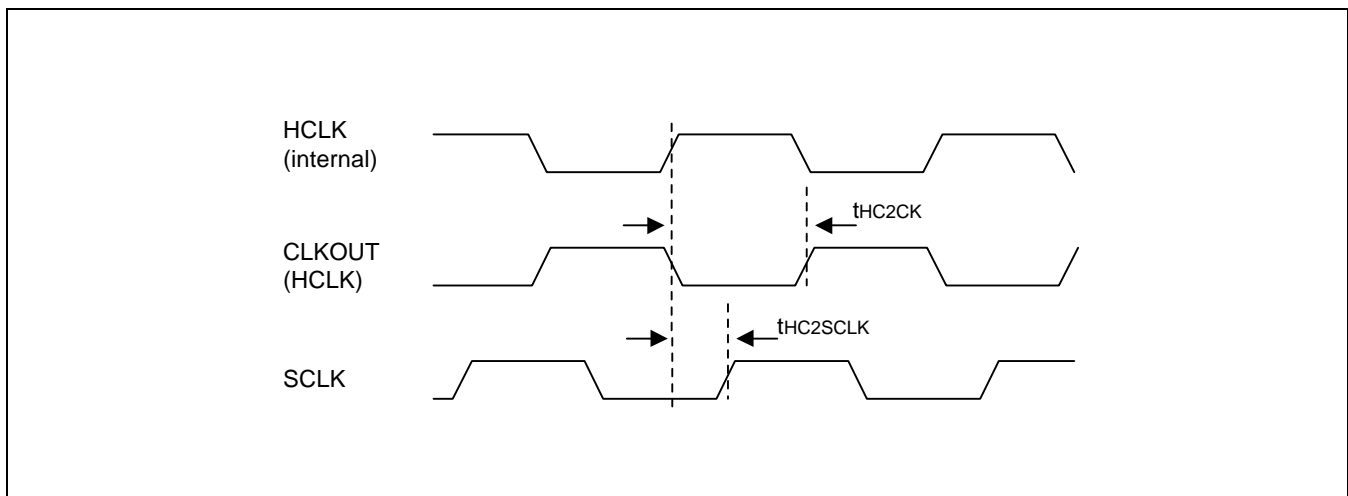 HCLK
(internal)
tHC2CK
CLKOUT
(HCLK)
tHC2SCLK
SCLK